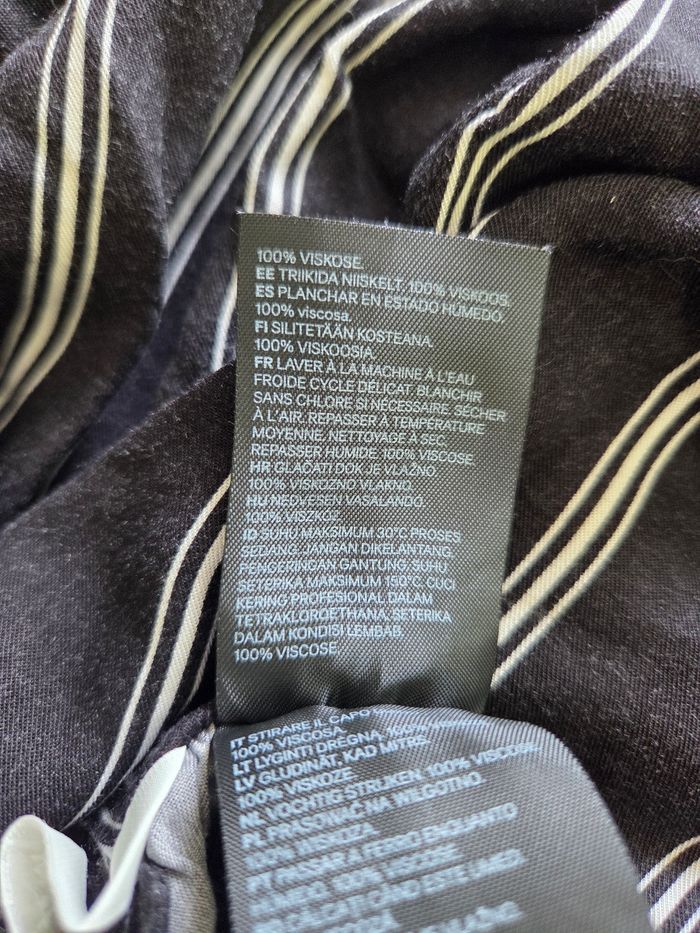 100% VISKOSE.
EE TRIIKIDA NIISKELT. 100% VISKOOS.
ES PLANCHAR EN ESTADO HÚMEDO.
100% viscosa.
FI SILITETÄÄN KOSTEANA.
100% VISKOOSIA.
FR LAVER À LA MACHINE À L'EAU
FROIDE CYCLE DÉLICAT. BLANCHIR
SANS CHLORE SI NÉCESSAIRE. SÉCHER
À L'AIR. REPASSER À TEMPÉRATURE
MOYENNE. NETTOYAGE À SEC.
REPASSER HUMIDE. 100% VISCOSE.
HR GLAČATI DOK JE VLAŽNO
100% VISKOZNO VLAKNO.
HU NEDVESEN VASALANDÓ.
100% VISZKÓZ.
ID SUHU MAKSIMUM 30°C PROSES
SEDANG. JANGAN DIKELANTANG.
PENGERINGAN GANTUNG. SUHU
SETERIKA MAKSIMUM 150°C. CUCI
KERING PROFESIONAL DALAM
TETRAKLOROETHANA. SETERIKA
DALAM KONDISI LEMBAB.
100% VISCOSE.
IT STIRARE IL CAPO
100% VISCOSA.
LT LYGINTI DRĖGNĄ. 100%
LV GLUDINĀT, KAD MITRS.
100% VISKOZE
NL VOCHTIG STRIJKEN. 100% VISCOSE
PL PRASOWAĆ NA WILGOTNO.
100% WISKOZA.
PT PASSAR A FERRO ENQUANTO
100% VISCOSE.
CÂND ESTE